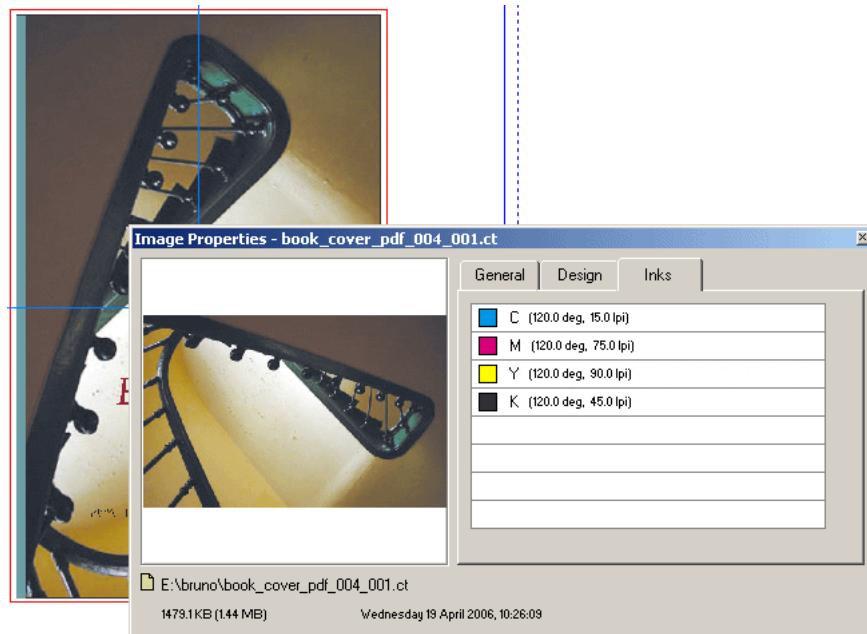 Image Properties - book_cover_pdf_004_001.ct
General Design Inks
C (120.0 deg, 15.0 lpi)
M (120.0 deg, 75.0 lpi)
Y (120.0 deg, 90.0 lpi)
K (120.0 deg, 45.0 lpi)
E:\bruno\book_cover_pdf_004_001.ct
1479.1 KB (1.44 MB) Wednesday 19 April 2006, 10:26:09